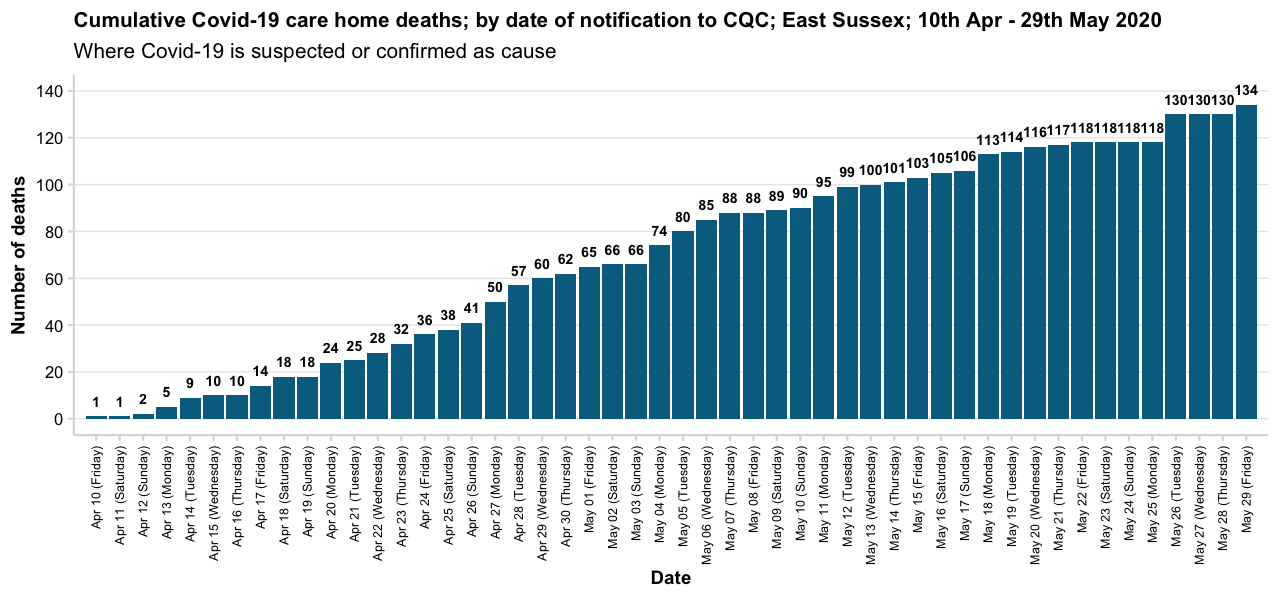 Cumulative Covid-19 care home deaths; by date of notification to CQC; East Sussex; 10th Apr - 29th May 2020
Where Covid-19 is suspected or confirmed as cause
Number of deaths
140
120
100
80
60
40
20
0
1
1
2
5
9
10
10
14
18
18
24
25
28
32
36
38
41
50
57
60
62
65
66
66
74
80
85
88
88
89
90
95
99
100
101
103
105
106
113
114
116
117
118
118
118
118
130
130
130
134
Apr 10 (Friday)
Apr 11 (Saturday)
Apr 12 (Sunday)
Apr 13 (Monday)
Apr 14 (Tuesday)
Apr 15 (Wednesday)
Apr 16 (Thursday)
Apr 17 (Friday)
Apr 18 (Saturday)
Apr 19 (Sunday)
Apr 20 (Monday)
Apr 21 (Tuesday)
Apr 22 (Wednesday)
Apr 23 (Thursday)
Apr 24 (Friday)
Apr 25 (Saturday)
Apr 26 (Sunday)
Apr 27 (Monday)
Apr 28 (Tuesday)
Apr 29 (Wednesday)
Apr 30 (Thursday)
May 01 (Friday)
May 02 (Saturday)
May 03 (Sunday)
May 04 (Monday)
May 05 (Tuesday)
May 06 (Wednesday)
May 07 (Thursday)
May 08 (Friday)
May 09 (Saturday)
May 10 (Sunday)
May 11 (Monday)
May 12 (Tuesday)
May 13 (Wednesday)
May 14 (Thursday)
May 15 (Friday)
May 16 (Saturday)
May 17 (Sunday)
May 18 (Monday)
May 19 (Tuesday)
May 20 (Wednesday)
May 21 (Thursday)
May 22 (Friday)
May 23 (Saturday)
May 24 (Sunday)
May 25 (Monday)
May 26 (Tuesday)
May 27 (Wednesday)
May 28 (Thursday)
May 29 (Friday)
Date